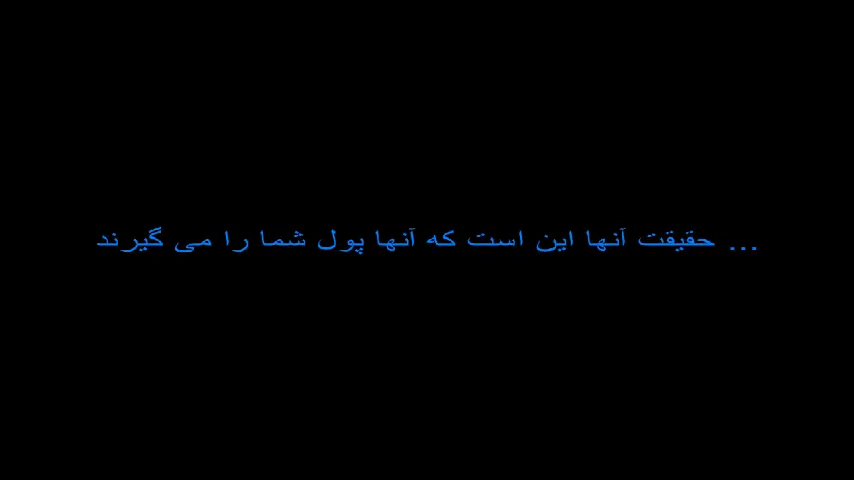 ... حقیقت آنها این است که آنها پول شما را می گیرند